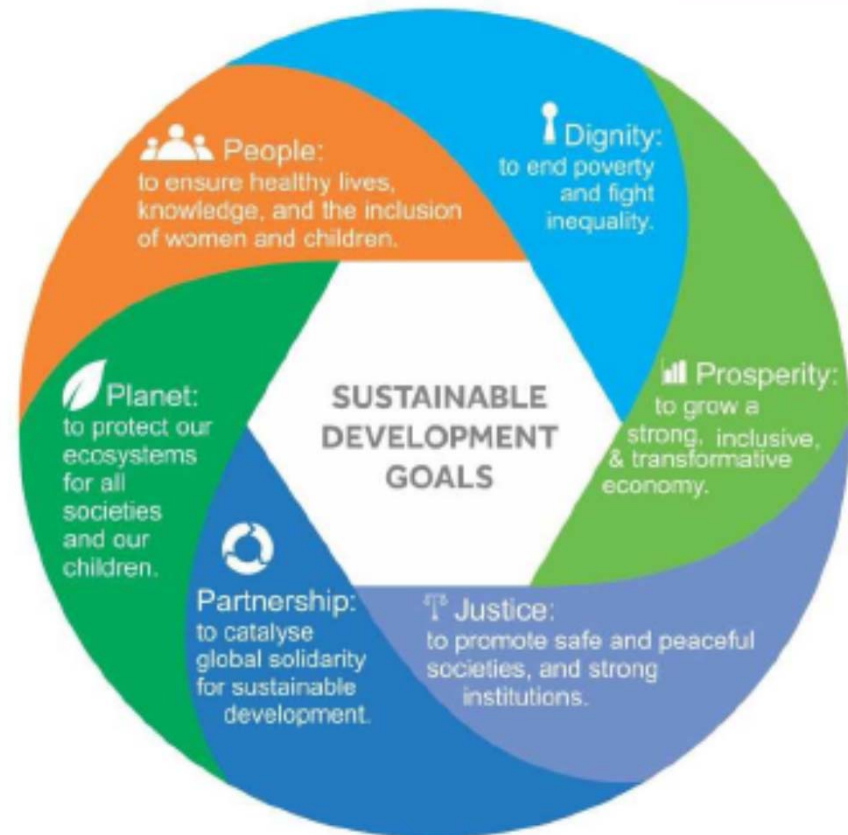 SUSTAINABLE
DEVELOPMENT
GOALS
Dignity:
to end poverty
and fight
inequality.
Prosperity:
to grow a
strong, inclusive,
& transformative
economy.
Justice:
to promote safe and peaceful
societies, and strong
institutions.
Partnership:
to catalyse
global solidarity
for sustainable
development.
Planet:
to protect our
ecosystems
for all
societies
and our
children.
People:
to ensure healthy lives,
knowledge, and the inclusion
of women and children.